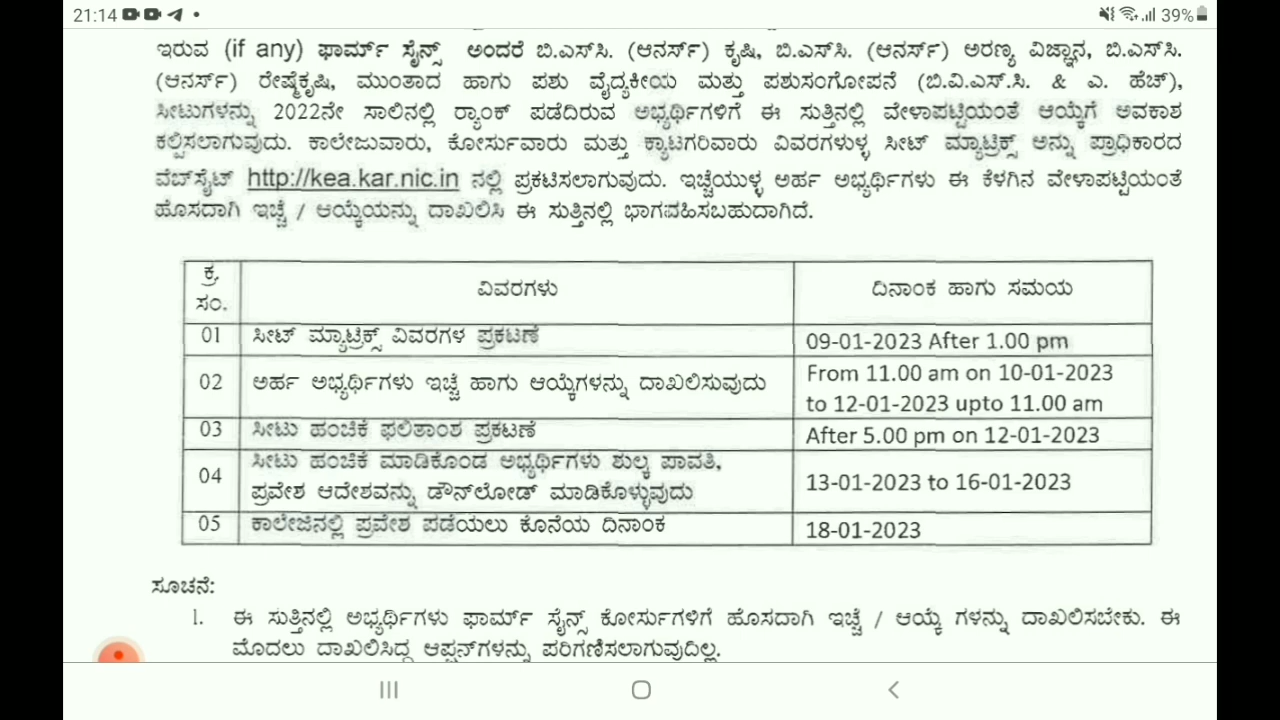 21:14
39%
ಇರುವ (if any) ಫಾರ್ಮ್ ಸೈನ್ಸ್ ಅಂದರೆ ಬಿ.ಎಸ್‌ಸಿ. (ಆನರ್ಸ್) ಕೃಷಿ, ಬಿ.ಎಸ್‌ಸಿ. (ಆನರ್ಸ್) ಅರಣ್ಯ ವಿಜ್ಞಾನ, ಬಿ.ಎಸ್‌ಸಿ.
(ಆನರ್ಸ್) ರೇಷ್ಮೆಕೃಷಿ, ಮುಂತಾದ ಹಾಗು ಪಶು ವೈದ್ಯಕೀಯ ಮತ್ತು ಪಶುಸಂಗೋಪನೆ (ಬಿ.ವಿ.ಎಸ್.ಸಿ. & ಎ. ಹೆಚ್),
ಸೀಟುಗಳನ್ನು 2022ನೇ ಸಾಲಿನಲ್ಲಿ ರ‍್ಯಾಂಕ್ ಪಡೆದಿರುವ ಅಭ್ಯರ್ಥಿಗಳಿಗೆ ಈ ಸುತ್ತಿನಲ್ಲಿ ವೇಳಾಪಟ್ಟಿಯಂತೆ ಆಯ್ಕೆಗೆ ಅವಕಾಶ
ಕಲ್ಪಿಸಲಾಗುವುದು. ಕಾಲೇಜುವಾರು, ಕೋರ್ಸುವಾರು ಮತ್ತು ಕ್ಯಾಟಗರಿವಾರು ವಿವರಗಳುಳ್ಳ ಸೀಟ್ ಮ್ಯಾಟ್ರಿಕ್ಸ್ ಅನ್ನು ಪ್ರಾಧಿಕಾರದ
ವೆಬ್‌ಸೈಟ್ http://kea.kar.nic.in ನಲ್ಲಿ ಪ್ರಕಟಿಸಲಾಗುವುದು. ಇಚ್ಛೆಯುಳ್ಳ ಅರ್ಹ ಅಭ್ಯರ್ಥಿಗಳು ಈ ಕೆಳಗಿನ ವೇಳಾಪಟ್ಟಿಯಂತೆ
ಹೊಸದಾಗಿ ಇಚ್ಛೆ / ಆಯ್ಕೆಯನ್ನು ದಾಖಲಿಸಿ ಈ ಸುತ್ತಿನಲ್ಲಿ ಭಾಗವಹಿಸಬಹುದಾಗಿದೆ.
ಕ್ರ. ಸಂ. ವಿವರಗಳು ದಿನಾಂಕ ಹಾಗು ಸಮಯ
01 ಸೀಟ್ ಮ್ಯಾಟ್ರಿಕ್ಸ್ ವಿವರಗಳ ಪ್ರಕಟಣೆ 09-01-2023 After 1.00 pm
02 ಅರ್ಹ ಅಭ್ಯರ್ಥಿಗಳು ಇಚ್ಛೆ ಹಾಗು ಆಯ್ಕೆಗಳನ್ನು ದಾಖಲಿಸುವುದು From 11.00 am on 10-01-2023
to 12-01-2023 upto 11.00 am
03 ಸೀಟು ಹಂಚಿಕೆ ಫಲಿತಾಂಶ ಪ್ರಕಟಣೆ After 5.00 pm on 12-01-2023
04 ಸೀಟು ಹಂಚಿಕೆ ಮಾಡಿಕೊಂಡ ಅಭ್ಯರ್ಥಿಗಳು ಶುಲ್ಕ ಪಾವತಿ,
ಪ್ರವೇಶ ಆದೇಶವನ್ನು ಡೌನ್‌ಲೋಡ್ ಮಾಡಿಕೊಳ್ಳುವುದು 13-01-2023 to 16-01-2023
05 ಕಾಲೇಜಿನಲ್ಲಿ ಪ್ರವೇಶ ಪಡೆಯಲು ಕೊನೆಯ ದಿನಾಂಕ 18-01-2023
ಸೂಚನೆ:
1. ಈ ಸುತ್ತಿನಲ್ಲಿ ಅಭ್ಯರ್ಥಿಗಳು ಫಾರ್ಮ್ ಸೈನ್ಸ್ ಕೋರ್ಸುಗಳಿಗೆ ಹೊಸದಾಗಿ ಇಚ್ಛೆ / ಆಯ್ಕೆ ಗಳನ್ನು ದಾಖಲಿಸಬೇಕು. ಈ
ಮೊದಲು ದಾಖಲಿಸಿದ್ದ ಆಪ್ಷನ್‌ಗಳನ್ನು ಪರಿಗಣಿಸಲಾಗುವುದಿಲ್ಲ.